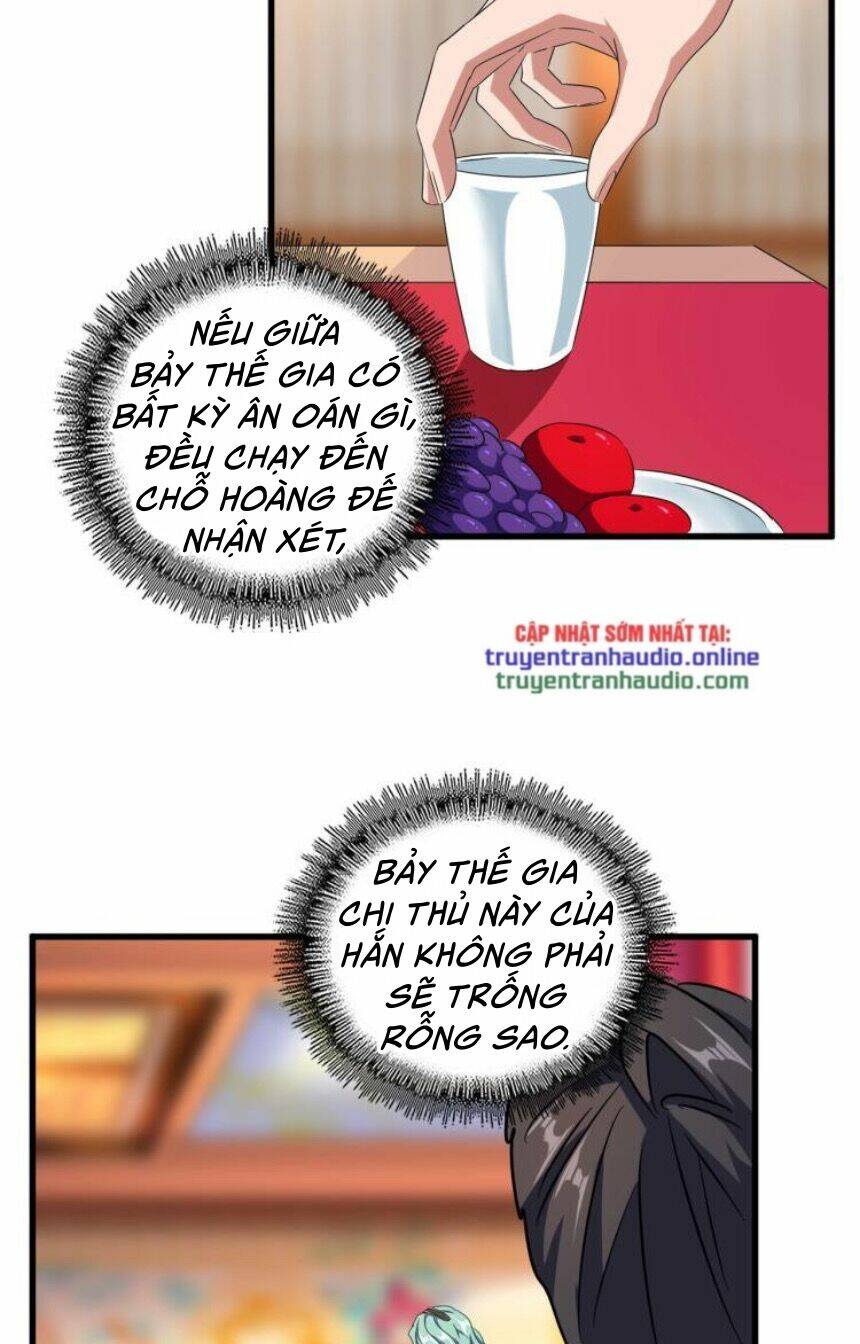 NẾU GIỮA
BẢY THẾ GIA CÓ
BẤT KỲ ÂN OÁN GÌ,
ĐỀU CHẠY ĐẾN
CHỖ HOÀNG ĐẾ
NHẬN XÉT,
CẬP NHẬT SỚM NHẤT TẠI:
truyentranhaudio.online
truyentranhaudio.com
BẢY THẾ GIA
CHI THỦ NÀY CỦA
HẮN KHÔNG PHẢI
SẼ TRỐNG
RỖNG SAO.